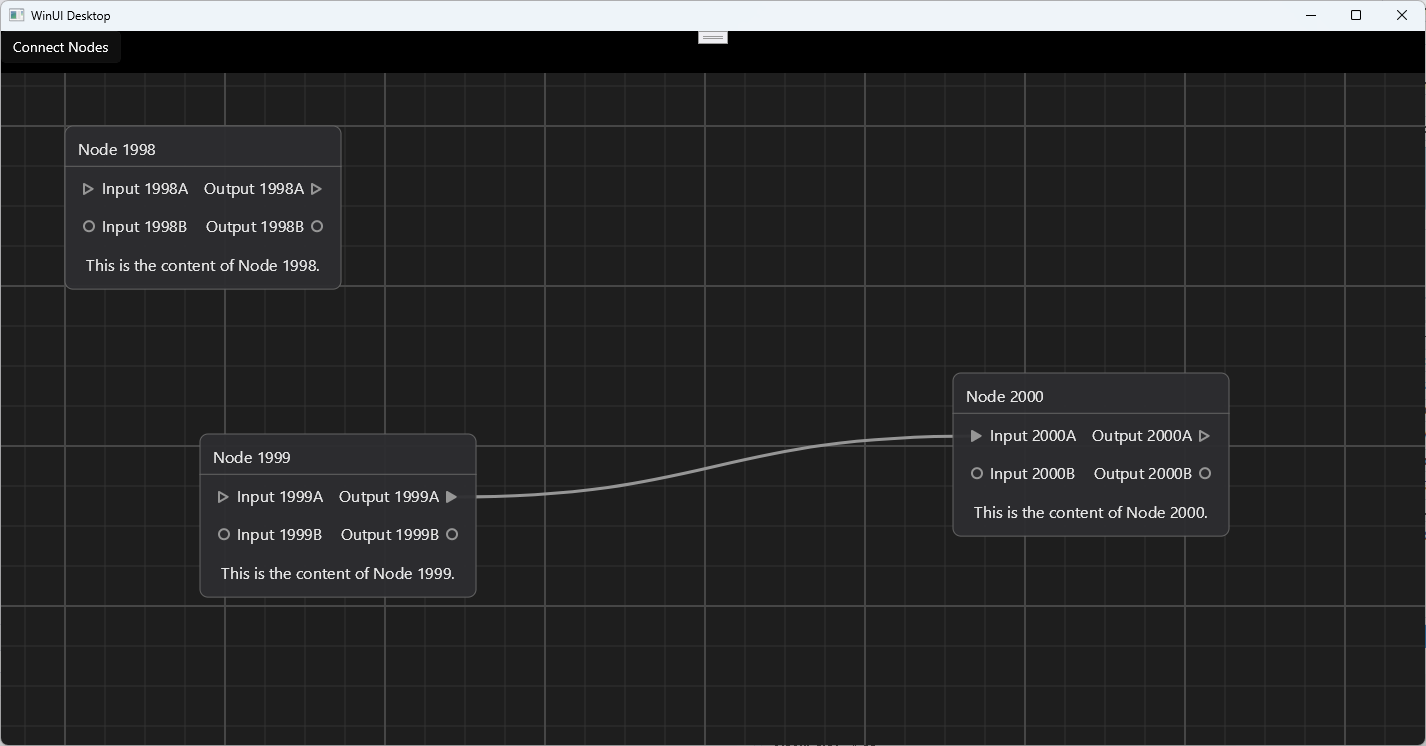 WinUI Desktop
Connect Nodes
Node 1998
Input 1998A Output 1998A
Input 1998B Output 1998B
This is the content of Node 1998.
Node 2000
Input 2000A Output 2000A
Input 2000B Output 2000B
This is the content of Node 2000.
Node 1999
Input 1999A Output 1999A
Input 1999B Output 1999B
This is the content of Node 1999.